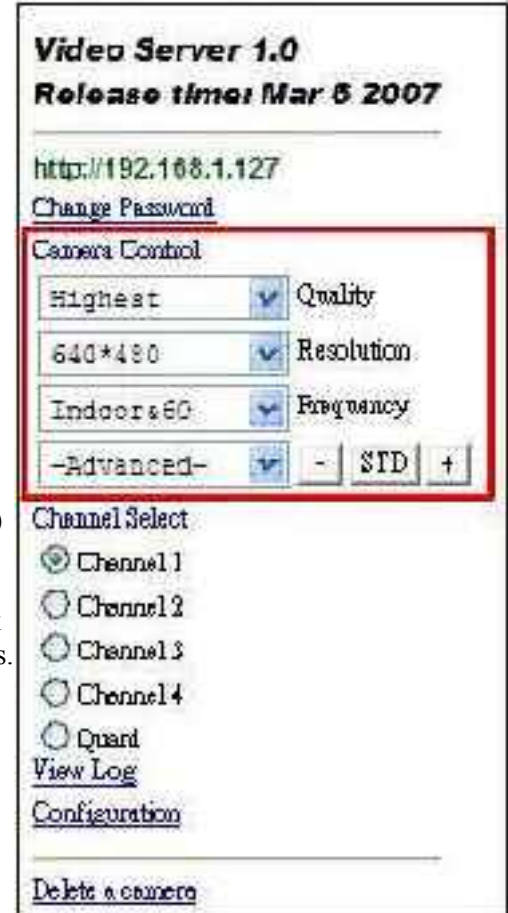 Video Server 1.0
Release time: Mar 6 2007
http://192.168.1.127
Change Password
Camera Control
Highest Quality
640*480 Resolution
Indoor&60 Frequency
-Advanced- - STD +
Channel Select
)
Channel 1
Channel 2
s.
Channel 3
Channel 4
Quard
View Log
Configuration
Delete a camera